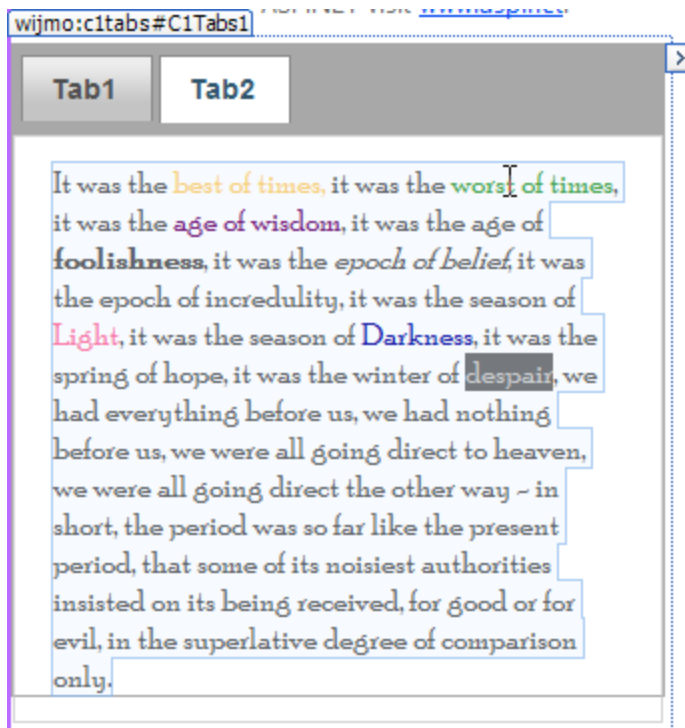 wijmo:c1tabs#C1Tabs1
Tab1 Tab2
It was the best of times, it was the worst of times,
it was the age of wisdom, it was the age of
foolishness, it was the epoch of belief, it was
the epoch of incredulity, it was the season of
Light, it was the season of Darkness, it was the
spring of hope, it was the winter of despair, we
had everything before us, we had nothing
before us, we were all going direct to heaven,
we were all going direct the other way ~ in
short, the period was so far like the present
period, that some of its noisiest authorities
insisted on its being received, for good or for
evil, in the superlative degree of comparison
only.